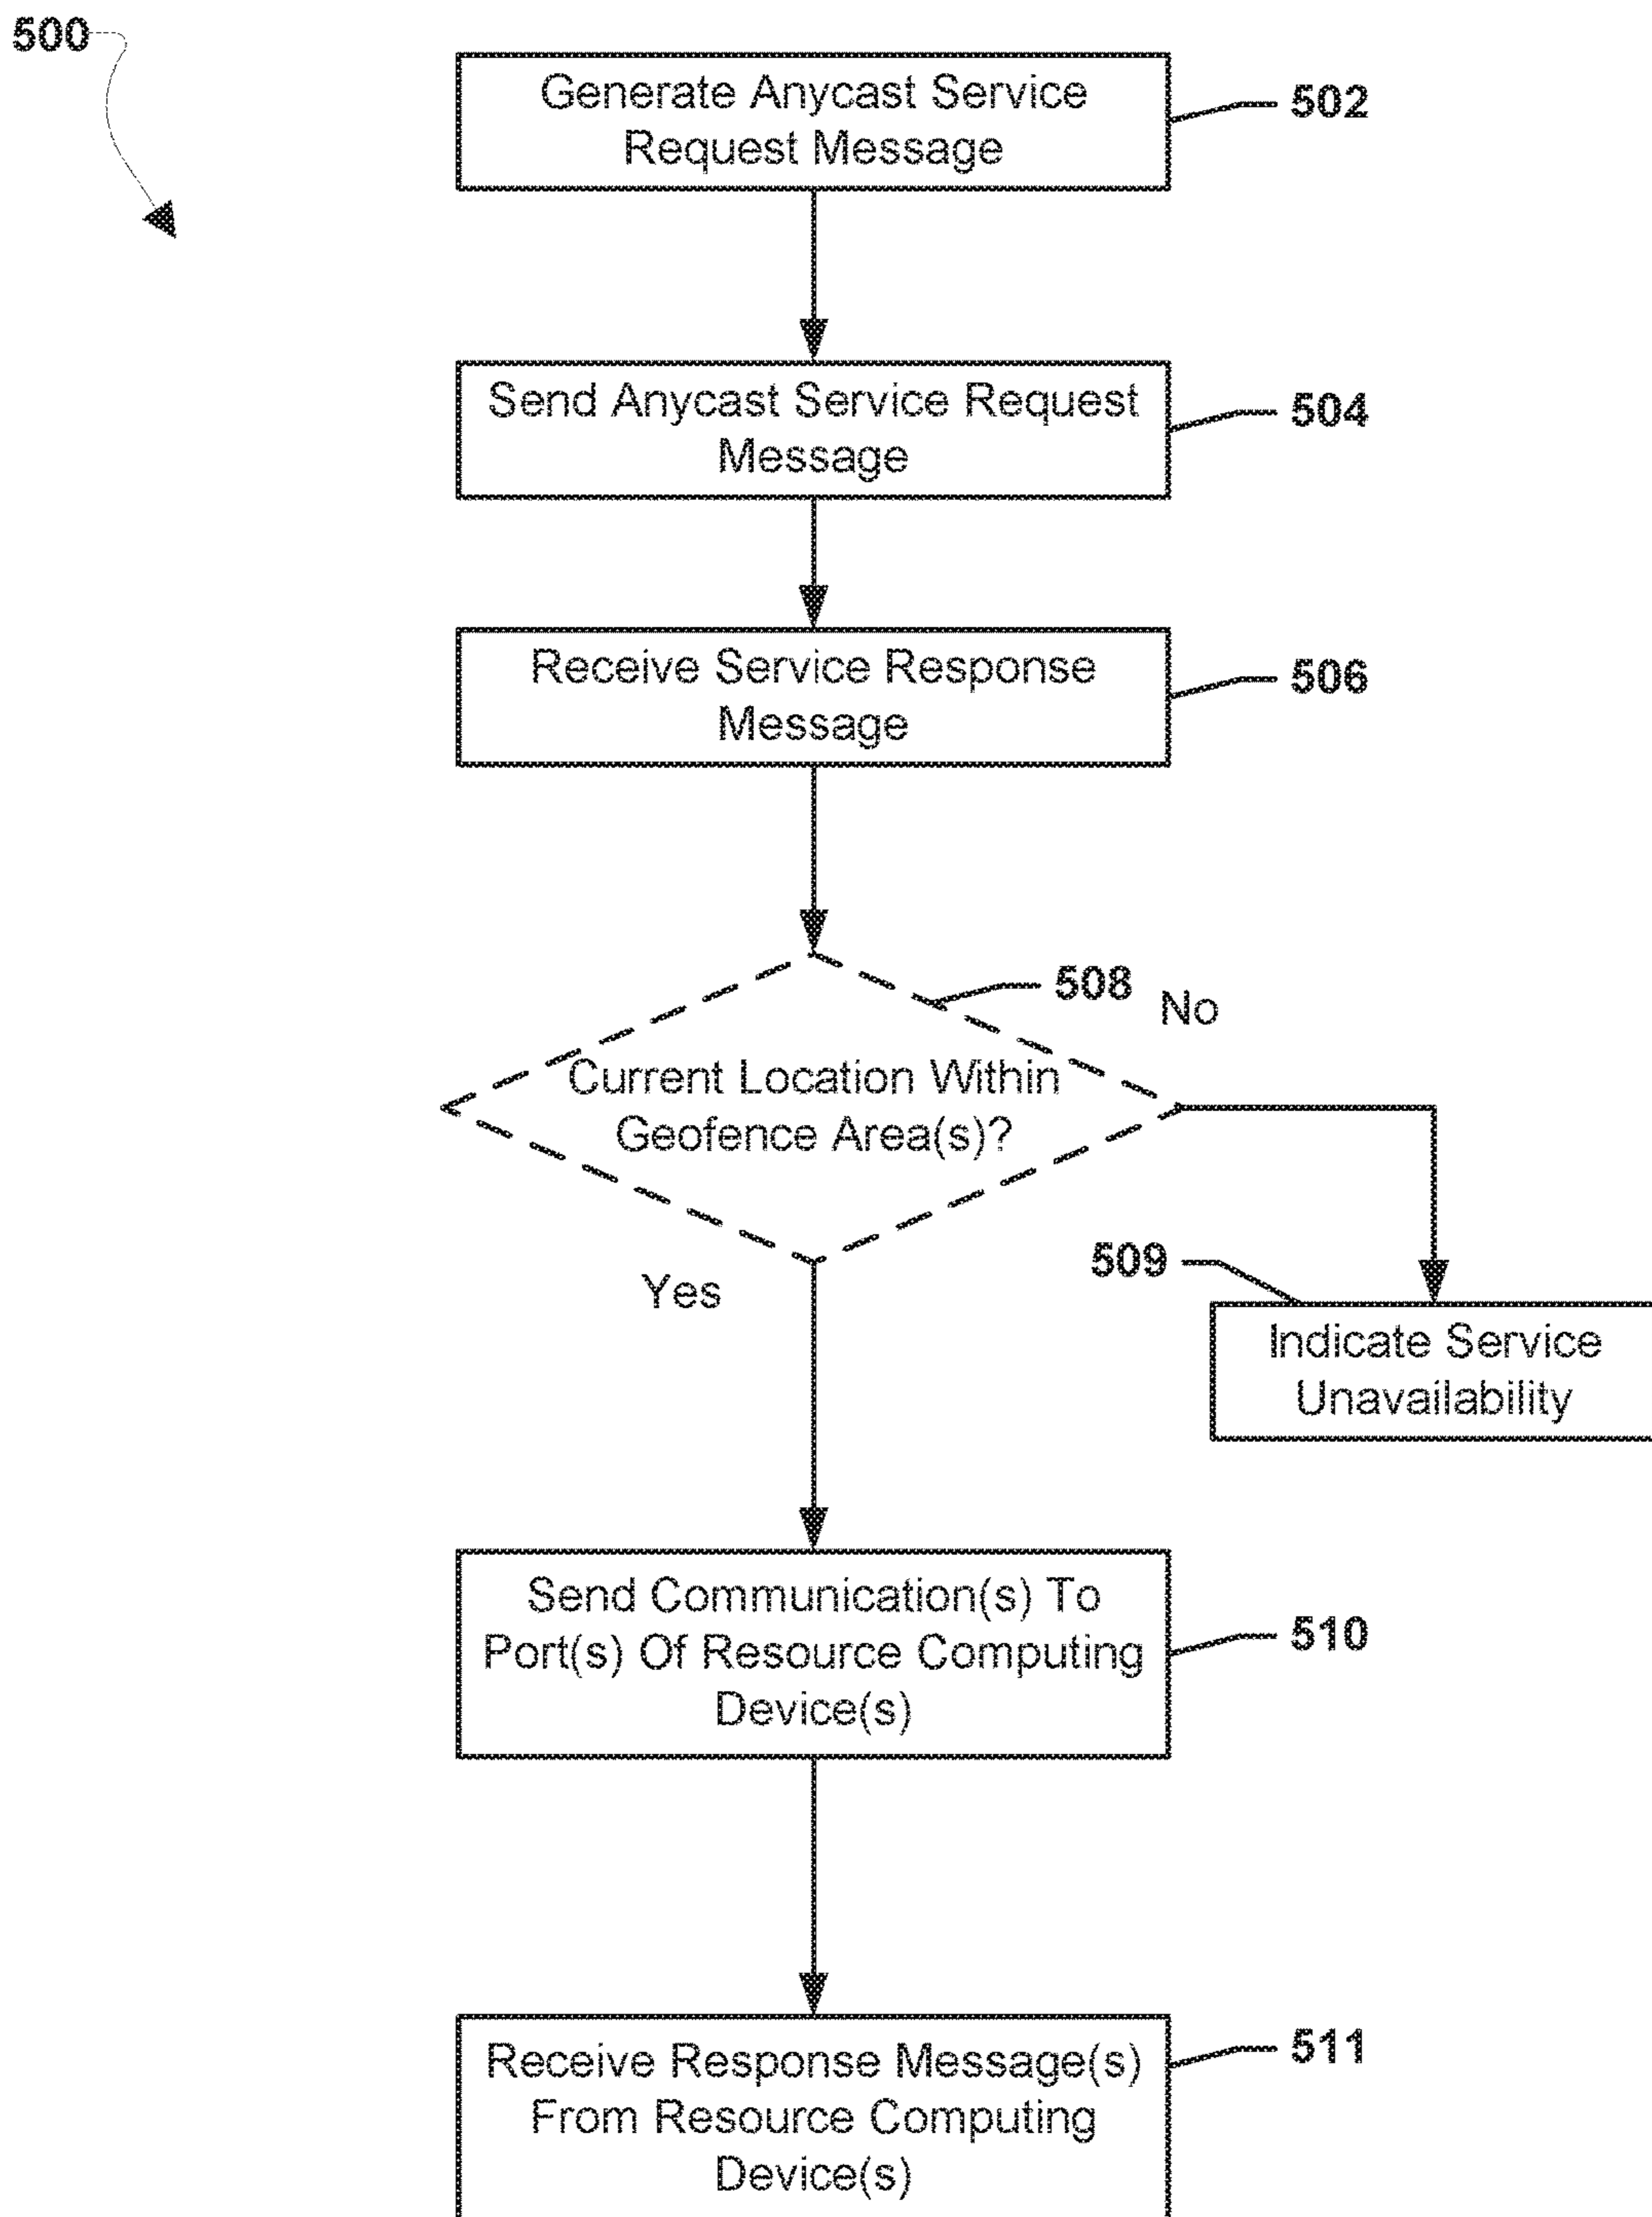 500
Generate Anycast Service
Request Message
502
Send Anycast Service Request
Message
504
Receive Service Response
Message
506
508
No
Current Location Within
Geofence Area(s)?
Yes
509
Indicate Service
Unavailability
Send Communication(s) To
Port(s) Of Resource Computing
Device(s)
510
Receive Response Message(s)
From Resource Computing
Device(s)
511